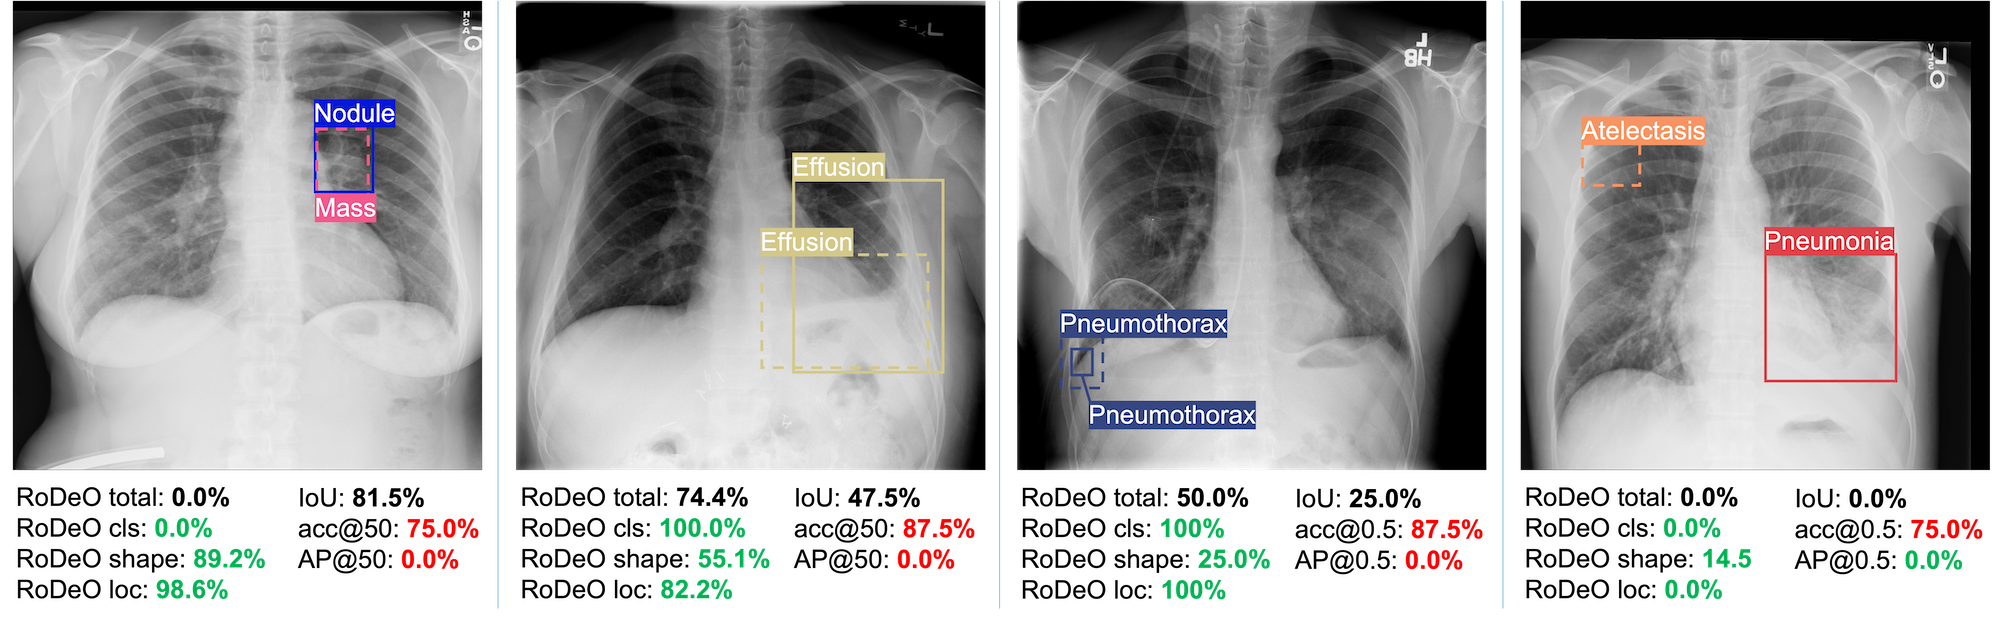 Nodule
Mass
RoDeO total: 0.0%
RoDeO cls: 0.0%
RoDeO shape: 89.2%
RoDeO loc: 98.6%
IoU: 81.5%
acc@50: 75.0%
AP@50: 0.0%
L
Effusion
Effusion
RoDeO total: 74.4%
RoDeO cls: 100.0%
RoDeO shape: 55.1%
RoDeO loc: 82.2%
IoU: 47.5%
acc@50: 87.5%
AP@50: 0.0%
Pneumothorax
Pneumothorax
RoDeO total: 50.0%
RoDeO cls: 100%
RoDeO shape: 25.0%
RoDeO loc: 100%
IoU: 25.0%
acc@0.5: 87.5%
AP@0.5: 0.0%
Atelectasis
Pneumonia
RoDeO total: 0.0%
RoDeO cls: 0.0%
RoDeO shape: 14.5
RoDeO loc: 0.0%
IoU: 0.0%
acc@0.5: 75.0%
AP@0.5: 0.0%